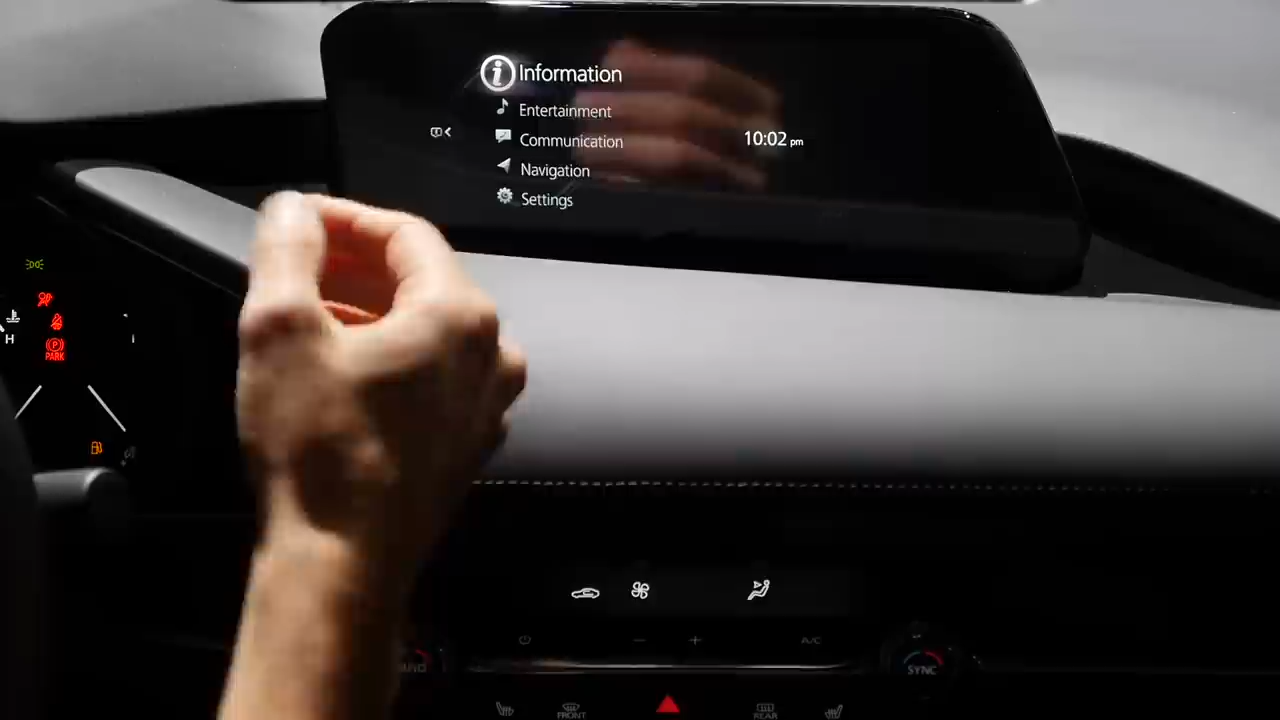 Information
Entertainment
Communication
10:02 pm
Navigation
Settings
H
PARK
A/C
SYNC
FRONT
REAR